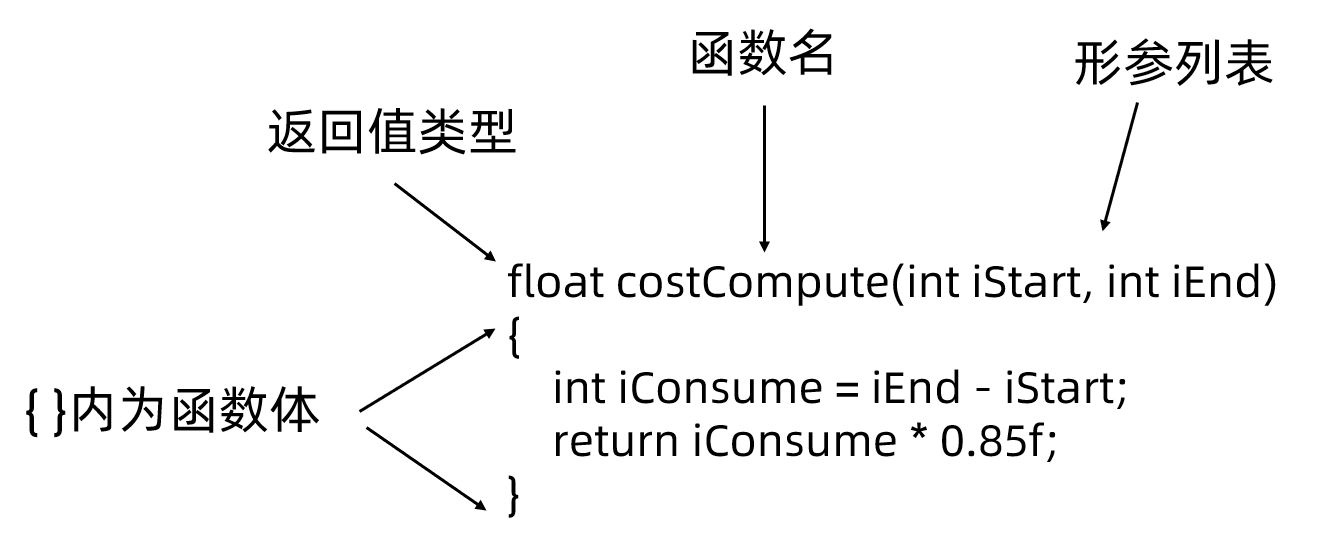 函数名
形参列表
返回值类型
float costCompute(int iStart, int iEnd)
{
{ }内为函数体
int iConsume = iEnd - iStart;
return iConsume * 0.85f;
}